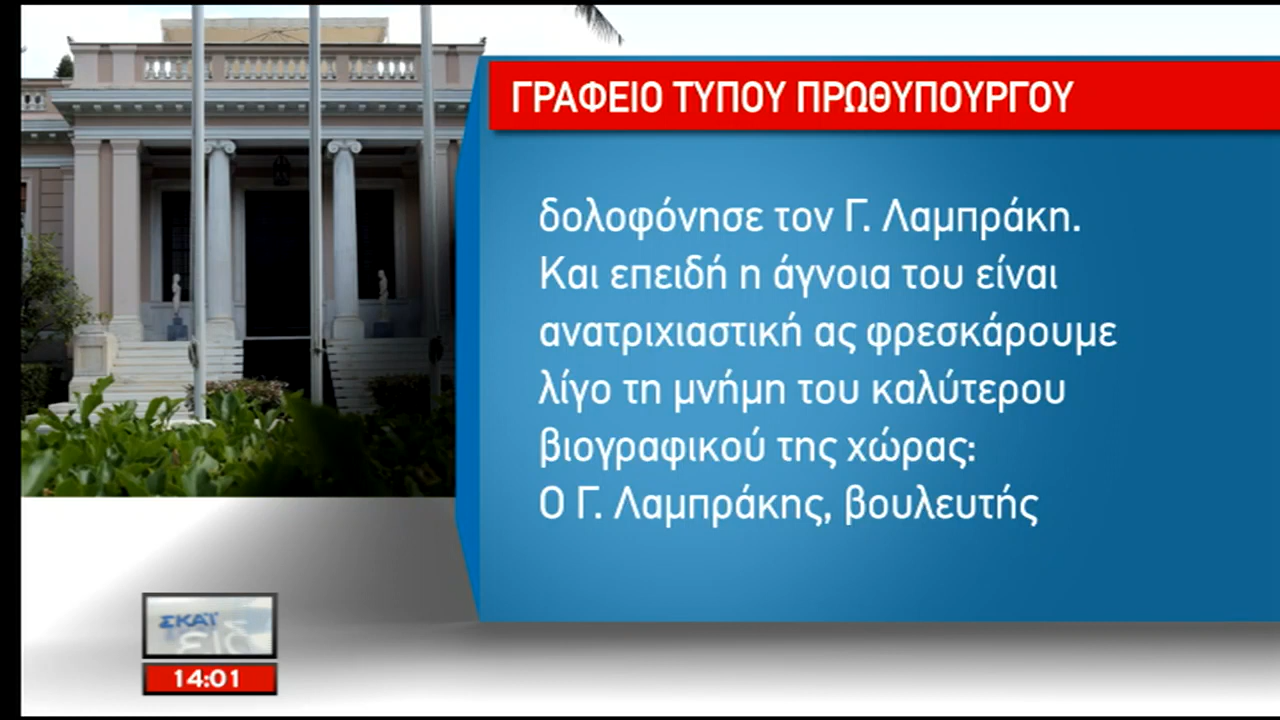 ΓΡΑΦΕΙΟ ΤΥΠΟΥ ΠΡΩΘΥΠΟΥΡΓΟΥ
δολοφόνησε τον Γ. Λαμπράκη.
Και επειδή η άγνοια του είναι
ανατριχιαστική ας φρεσκάρουμε
λίγο τη μνήμη του καλύτερου
βιογραφικού της χώρας:
Ο Γ. Λαμπράκης, βουλευτής
ΣΚΑΪ
14:01